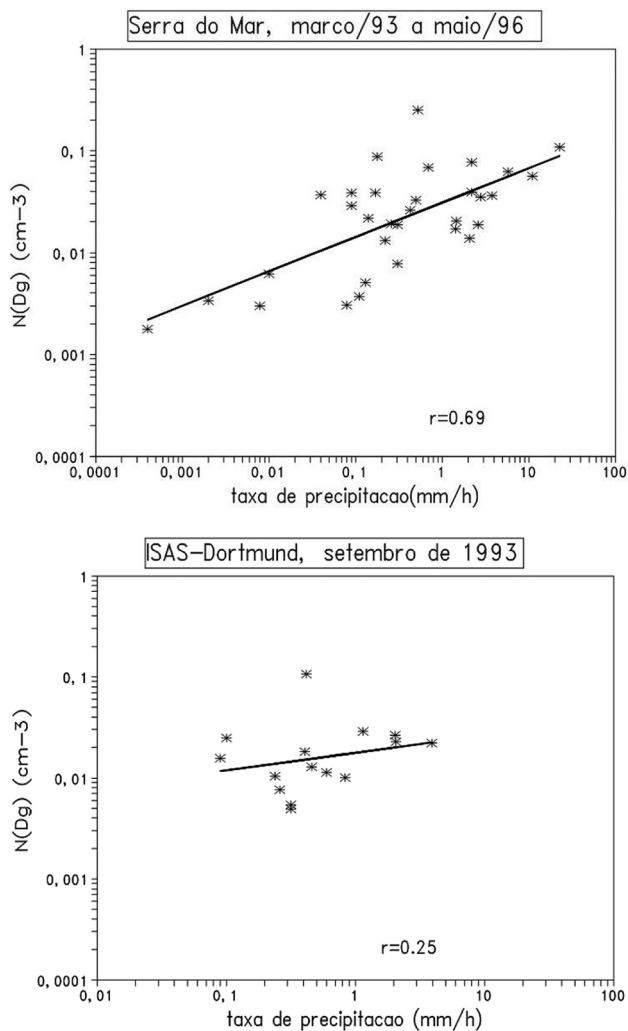 Serra do Mar, marco/93 a maio/96
1
0,1
0,01
0,001
0,0001
N(Dg) (cm-3)
r=0.69
0,0001 0,001 0,01 0,1 1 10 100
taxa de precipitacao(mm/h)
ISAS-Dortmund, setembro de 1993
1
0,1
0,01
0,001
0,0001
N(Dg) (cm-3)
r=0.25
0,01 0,1 1 10 100
taxa de precipitacao (mm/h)